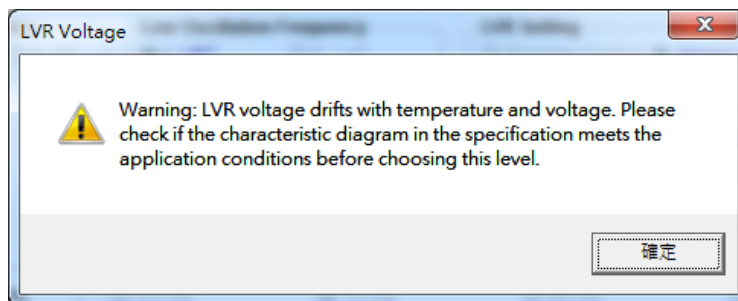 LVR Voltage
Warning: LVR voltage drifts with temperature and voltage. Please
check if the characteristic diagram in the specification meets the
application conditions before choosing this level.
確定